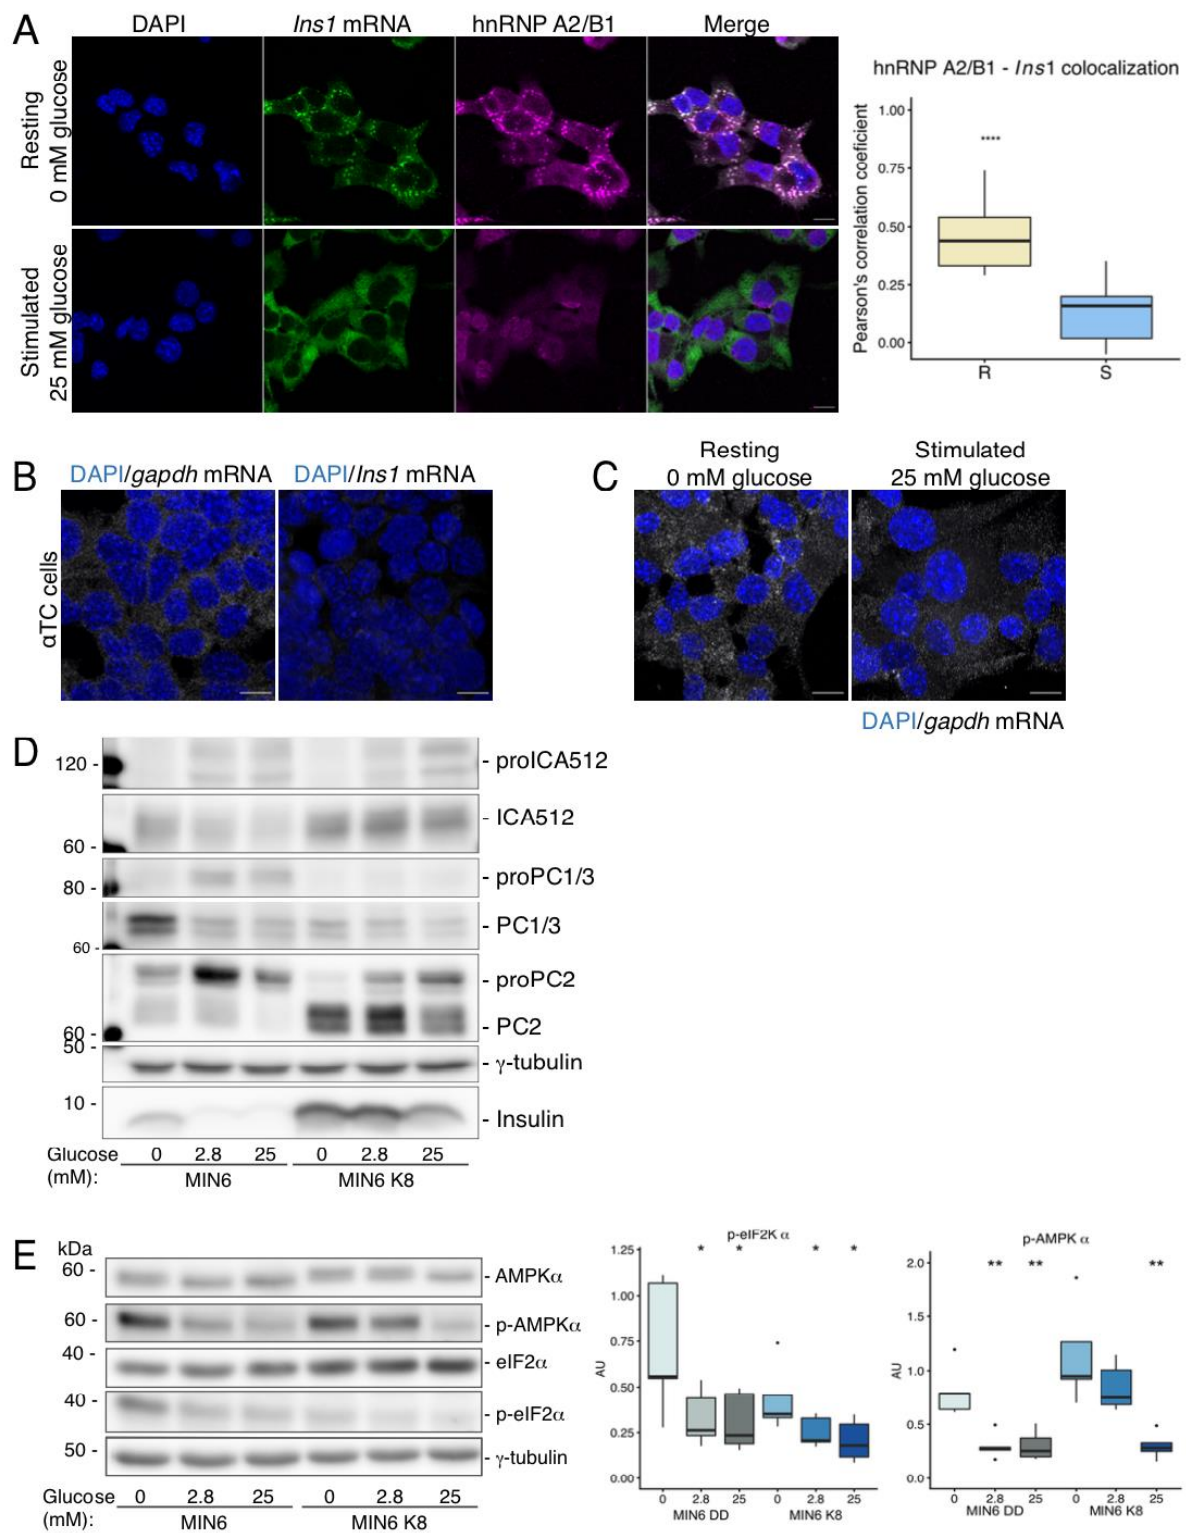 A
DAPI
Ins1 mRNA
hnRNP A2/B1
Merge
Resting
0 mM glucose
Stimulated
25 mM glucose
hnRNP A2/B1 - Ins1 colocalization
Pearson's correlation coeficient
1.00
0.75
0.50
0.25
0.00
****
R
S
B
DAPI/gapdh mRNA
DAPI/Ins1 mRNA
αTC cells
C
Resting
0 mM glucose
Stimulated
25 mM glucose
DAPI/gapdh mRNA
D
120 -
- proICA512
- ICA512
60 -
80 -
- proPC1/3
- PC1/3
60 -
- proPC2
- PC2
60 -
50 -
- γ-tubulin
10 -
- Insulin
Glucose (mM):
0 2.8 25 0 2.8 25
MIN6 MIN6 K8
E
kDa
60 -
- AMPKα
60 -
- p-AMPKα
40 -
- eIF2α
40 -
- p-eIF2α
50 -
- γ-tubulin
Glucose (mM):
0 2.8 25 0 2.8 25
MIN6 MIN6 K8
p-eIF2K α
* * * *
AU
1.25
1.00
0.75
0.50
0.25
0.00
0 2.8 25 0 2.8 25
MIN6 DD MIN6 K8
p-AMPK α
** ** **
AU
2.0
1.5
1.0
0.5
0.0
0 2.8 25 0 2.8 25
MIN6 DD MIN6 K8